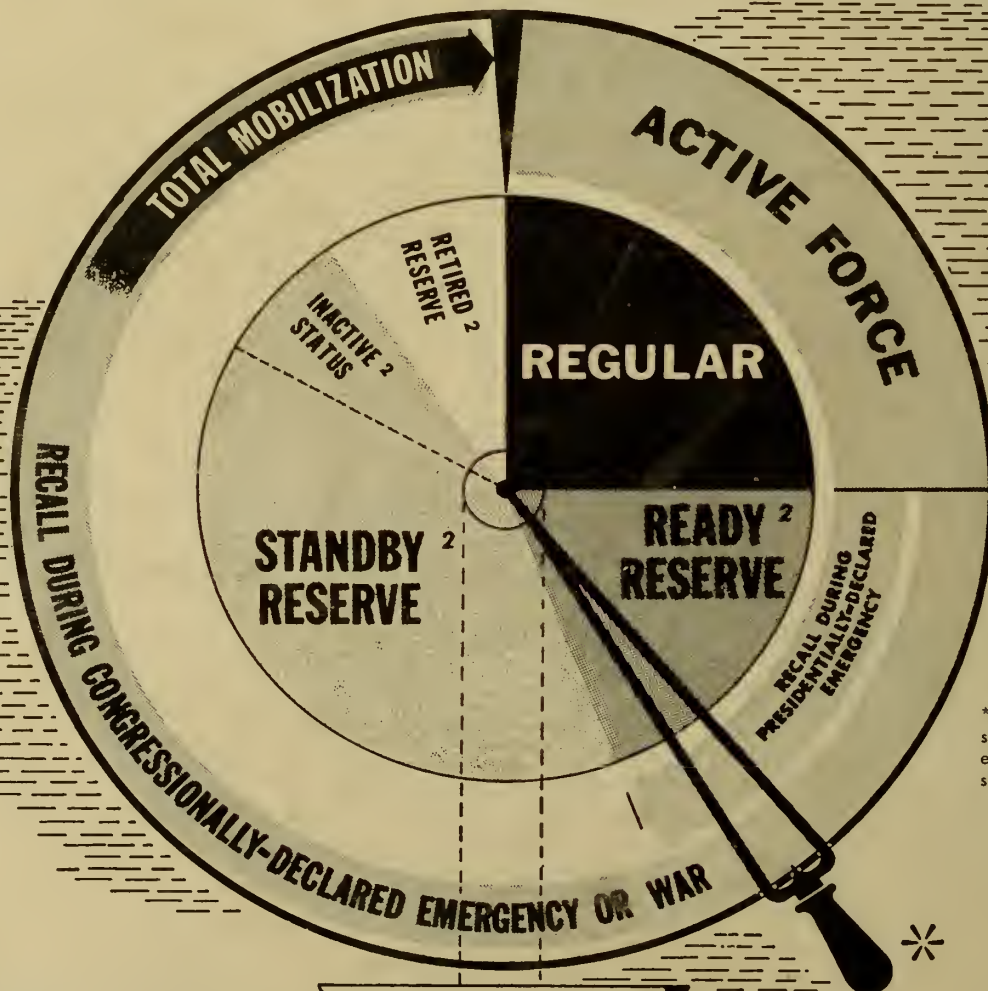 TOTAL MOBILIZATION
ACTIVE FORCE
RETIRED 2
RESERVE
INACTIVE 2
STATUS
REGULAR
STANDBY 2
RESERVE
READY 2
RESERVE
RECALL DURING
PRESIDENTIALLY-DECLARED
EMERGENCY
RECALL DURING CONGRESSIONALLY-DECLARED EMERGENCY OR WAR
*
*